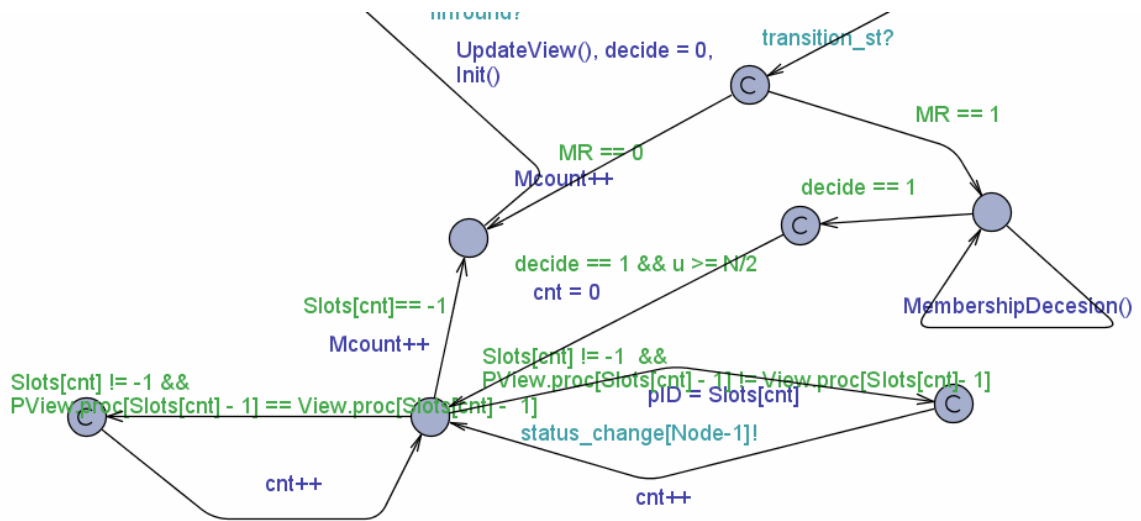 finround?
UpdateView(), decide = 0,
Init()
transition_st?
C
MR == 1
MR == 0
Mcount++
decide == 1
C
decide == 1 && u >= N/2
cnt = 0
Slots[cnt]== -1
MembershipDecesion()
Mcount++
Slots[cnt] != -1 &&
PView.proc[Slots[cnt] - 1] != View.proc[Slots[cnt]- 1]
Slots[cnt] != -1 &&
PView.proc[Slots[cnt] - 1] == View.proc[Slots[cnt] - 1]
pID = Slots[cnt]
C
C
status_change[Node-1]!
cnt++
cnt++